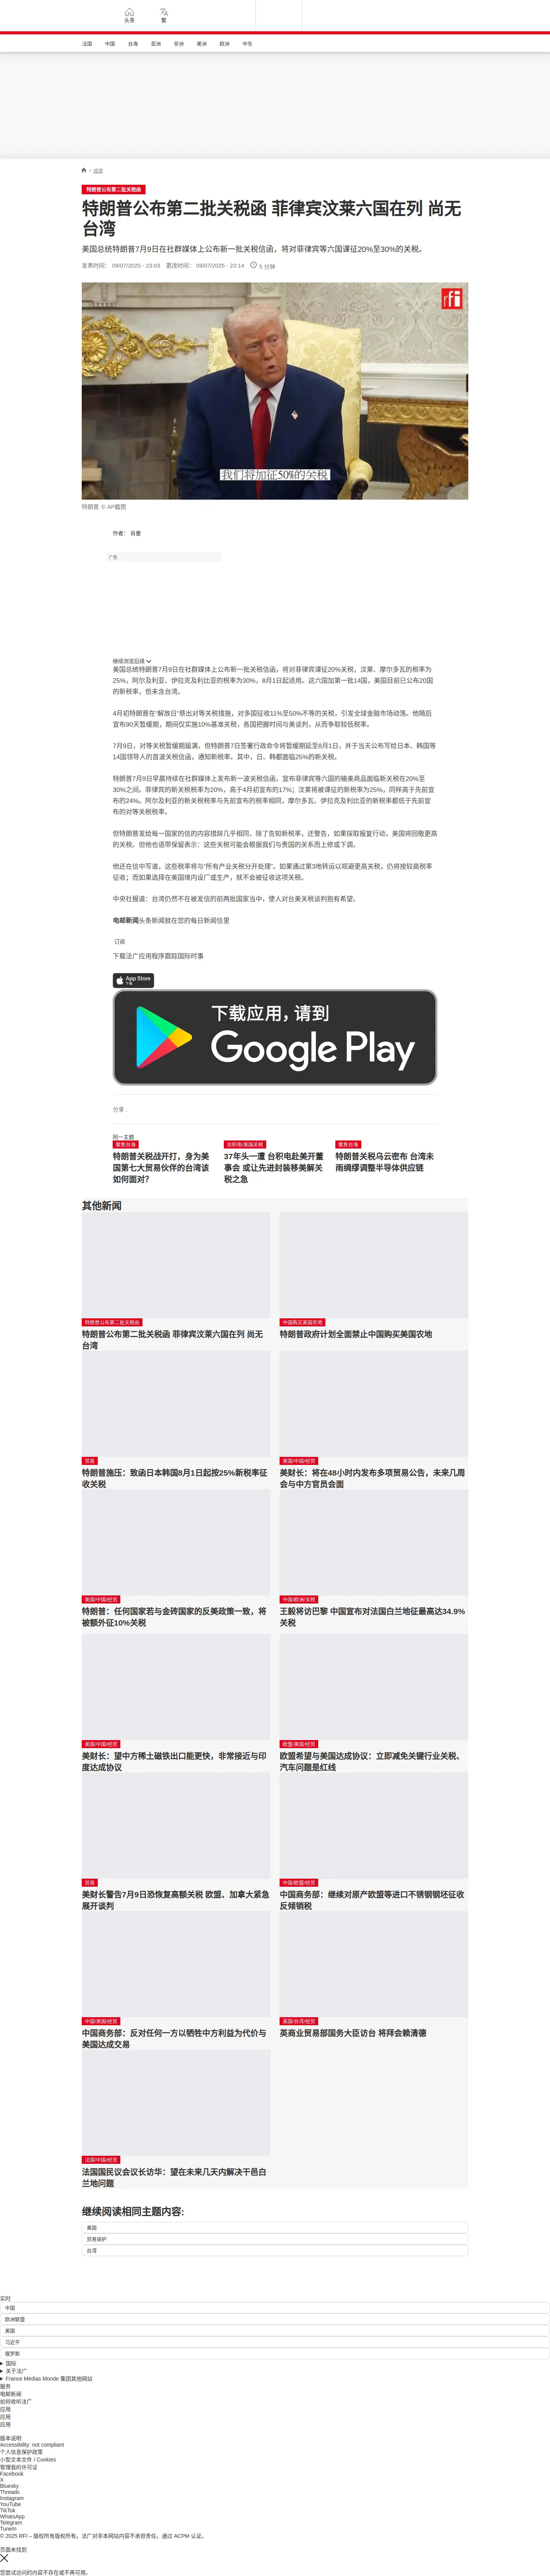 头条
繁
法国 中国 台海 亚洲 非洲 美洲 欧洲 中东
/ 经贸
特朗普公布第二批关税函
特朗普公布第二批关税函 菲律宾汶莱六国在列 尚无
台湾
美国总统特朗普7月9日在社群媒体上公布新一批关税信函，将对菲律宾等六国课征20%至30%的关税。
发表时间： 09/07/2025 - 23:03 更改时间： 09/07/2025 - 23:14 5 分钟
rfi
我们将加征50%的关税
特朗普 © AP截图
作者： 肖曼
广告
继续浏览后续
美国总统特朗普7月9日在社群媒体上公布新一批关税信函，将对菲律宾课征20%关税，汶莱、摩尔多瓦的税率为
25%，阿尔及利亚、伊拉克及利比亚的税率为30%，8月1日起适用。这六国加第一批14国，美国目前已公布20国
的新税率，但未含台湾。
4月初特朗普在“解放日”祭出对等关税措施，对多国征收11%至50%不等的关税，引发全球金融市场动荡。他随后
宣布90天暂缓期，期间仅实施10%基准关税，各国把握时间与美谈判，从而争取较低税率。
7月9日，对等关税暂缓期届满，但特朗普7日签署行政命令将暂缓期延至8月1日，并于当天公布写给日本、韩国等
14国领导人的首波关税信函，通知新税率。其中，日、韩都面临25%的新关税。
特朗普7月9日早晨持续在社群媒体上发布新一波关税信函，宣布菲律宾等六国的输美商品面临新关税在20%至
30%之间。菲律宾的新关税税率为20%，高于4月初宣布的17%；汶莱将被课征的新税率为25%，同样高于先前宣
布的24%。阿尔及利亚的新关税税率与先前宣布的税率相同，摩尔多瓦、伊拉克及利比亚的新税率都低于先前宣
布的对等关税税率。
但特朗普发给每一国家的信的内容措辞几乎相同，除了告知新税率，还警告，如果採取报复行动，美国将回敬更高
的关税。但他也语带保留表示：这些关税可能会根据我们与贵国的关系而上修或下调。
他还在信中写道，这些税率将与“所有产业关税分开处理”。如果通过第3地转运以规避更高关税，仍将按较高税率
征收；而如果选择在美国境内设厂或生产，就不会被征收这项关税。
中央社报道：台湾仍然不在被发信的前两批国家当中，使人对台美关税谈判抱有希望。
电邮新闻头条新闻就在您的每日新闻信里
订阅
下载法广应用程序跟踪国际时事
App Store
下载
下载应用，请到
Google Play
分享 :
同一主题
聚焦台海
特朗普关税战开打，身为美
国第七大贸易伙伴的台湾该
如何面对？
台积电/美国关税
37年头一遭 台积电赴美开董
事会 或让先进封装移美解关
税之急
聚焦台海
特朗普关税乌云密布 台湾未
雨绸缪调整半导体供应链
其他新闻
特朗普公布第二批关税函
特朗普公布第二批关税函 菲律宾汶莱六国在列 尚无
台湾
中国购买美国农地
特朗普政府计划全面禁止中国购买美国农地
贸易
特朗普施压：致函日本韩国8月1日起按25%新税率征
收关税
美国/中国/经贸
美财长：将在48小时内发布多项贸易公告，未来几周
会与中方官员会面
美国/中国/经贸
特朗普：任何国家若与金砖国家的反美政策一致，将
被额外征10%关税
中国/欧洲/关税
王毅将访巴黎 中国宣布对法国白兰地征最高达34.9%
关税
美国/中国/经贸
美财长：望中方稀土磁铁出口能更快，非常接近与印
度达成协议
欧盟/美国/经贸
欧盟希望与美国达成协议：立即减免关键行业关税、
汽车问题是红线
贸易
美财长警告7月9日恐恢复高额关税 欧盟、加拿大紧急
展开谈判
中国/欧盟/经贸
中国商务部：继续对原产欧盟等进口不锈钢钢坯征收
反倾销税
中国/美国/经贸
中国商务部：反对任何一方以牺牲中方利益为代价与
美国达成交易
英国/台湾/经贸
英商业贸易部国务大臣访台 将拜会赖清德
法国/中国/经贸
法国国民议会议长访华：望在未来几天内解决干邑白
兰地问题
继续阅读相同主题内容:
美国
贸易保护
台湾
实时
中国
欧洲联盟
美国
习近平
俄罗斯
国际
关于法广
France Médias Monde 集团其他网站
服务
电邮新闻
如何收听法广
应用
应用
应用
版本说明
Accessibility: not compliant
个人信息保护政策
小型文本文件 / Cookies
管理我的许可证
Facebook
X
Bluesky
Threads
Instagram
YouTube
TikTok
WhatsApp
Telegram
TuneIn
© 2025 RFI – 版权所有版权所有。法广对非本网站内容不承担责任。通过 ACPM 认证。
页面未找到
您尝试访问的内容不存在或不再可用。